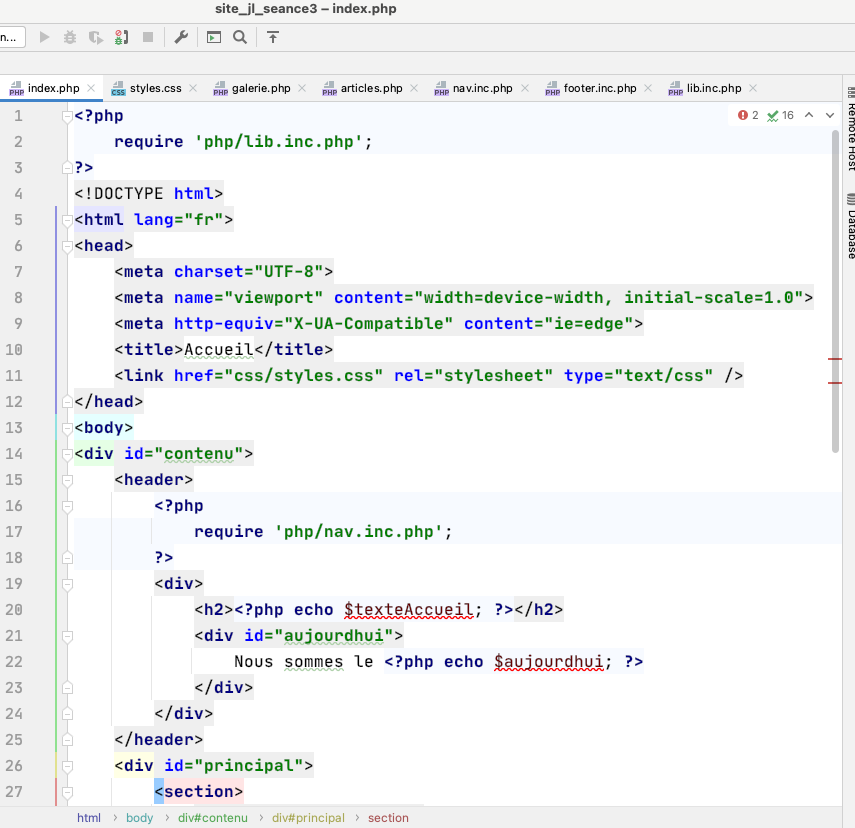 site_jl_seance3 – index.php
n...
index.php styles.css galerie.php articles.php nav.inc.php footer.inc.php lib.inc.php
2 16
1 <?php
2 require 'php/lib.inc.php';
3 ?>
4 <!DOCTYPE html>
5 <html lang="fr">
6 <head>
7 <meta charset="UTF-8">
8 <meta name="viewport" content="width=device-width, initial-scale=1.0">
9 <meta http-equiv="X-UA-Compatible" content="ie=edge">
10 <title>Accueil</title>
11 <link href="css/styles.css" rel="stylesheet" type="text/css" />
12 </head>
13 <body>
14 <div id="contenu">
15 <header>
16 <?php
17 require 'php/nav.inc.php';
18 ?>
19 <div>
20 <h2><?php echo $texteAccueil; ?></h2>
21 <div id="aujourdhui">
22 Nous sommes le <?php echo $aujourdhui; ?>
23 </div>
24 </div>
25 </header>
26 <div id="principal">
27 <section>
html › body › div#contenu › div#principal › section
Remote Host
Database